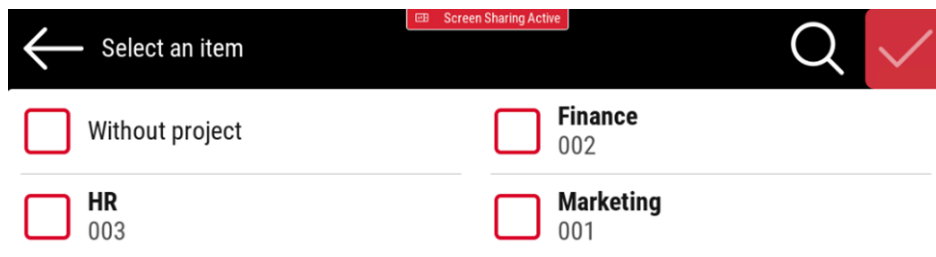 Screen Sharing Active
Select an item
Without project
Finance
002
HR
003
Marketing
001